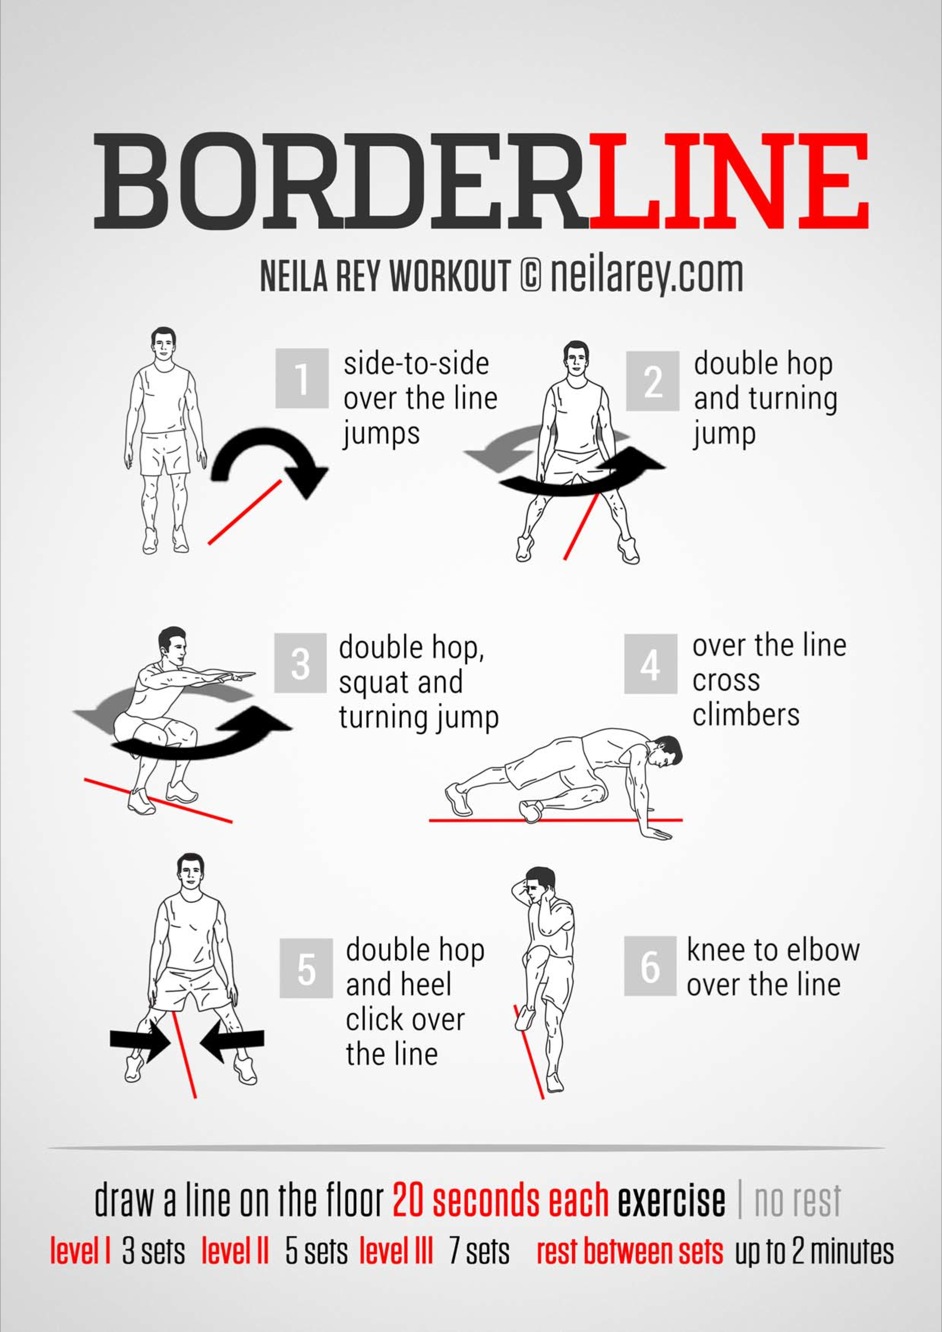 BORDERLINE
NEILA REY WORKOUT © neilarey.com
1
side-to-side
over the line
jumps
2
double hop
and turning
jump
3
double hop,
squat and
turning jump
4
over the line
cross
climbers
5
double hop
and heel
click over
the line
6
knee to elbow
over the line
draw a line on the floor 20 seconds each exercise | no rest
level I 3 sets level II 5 sets level III 7 sets rest between sets up to 2 minutes